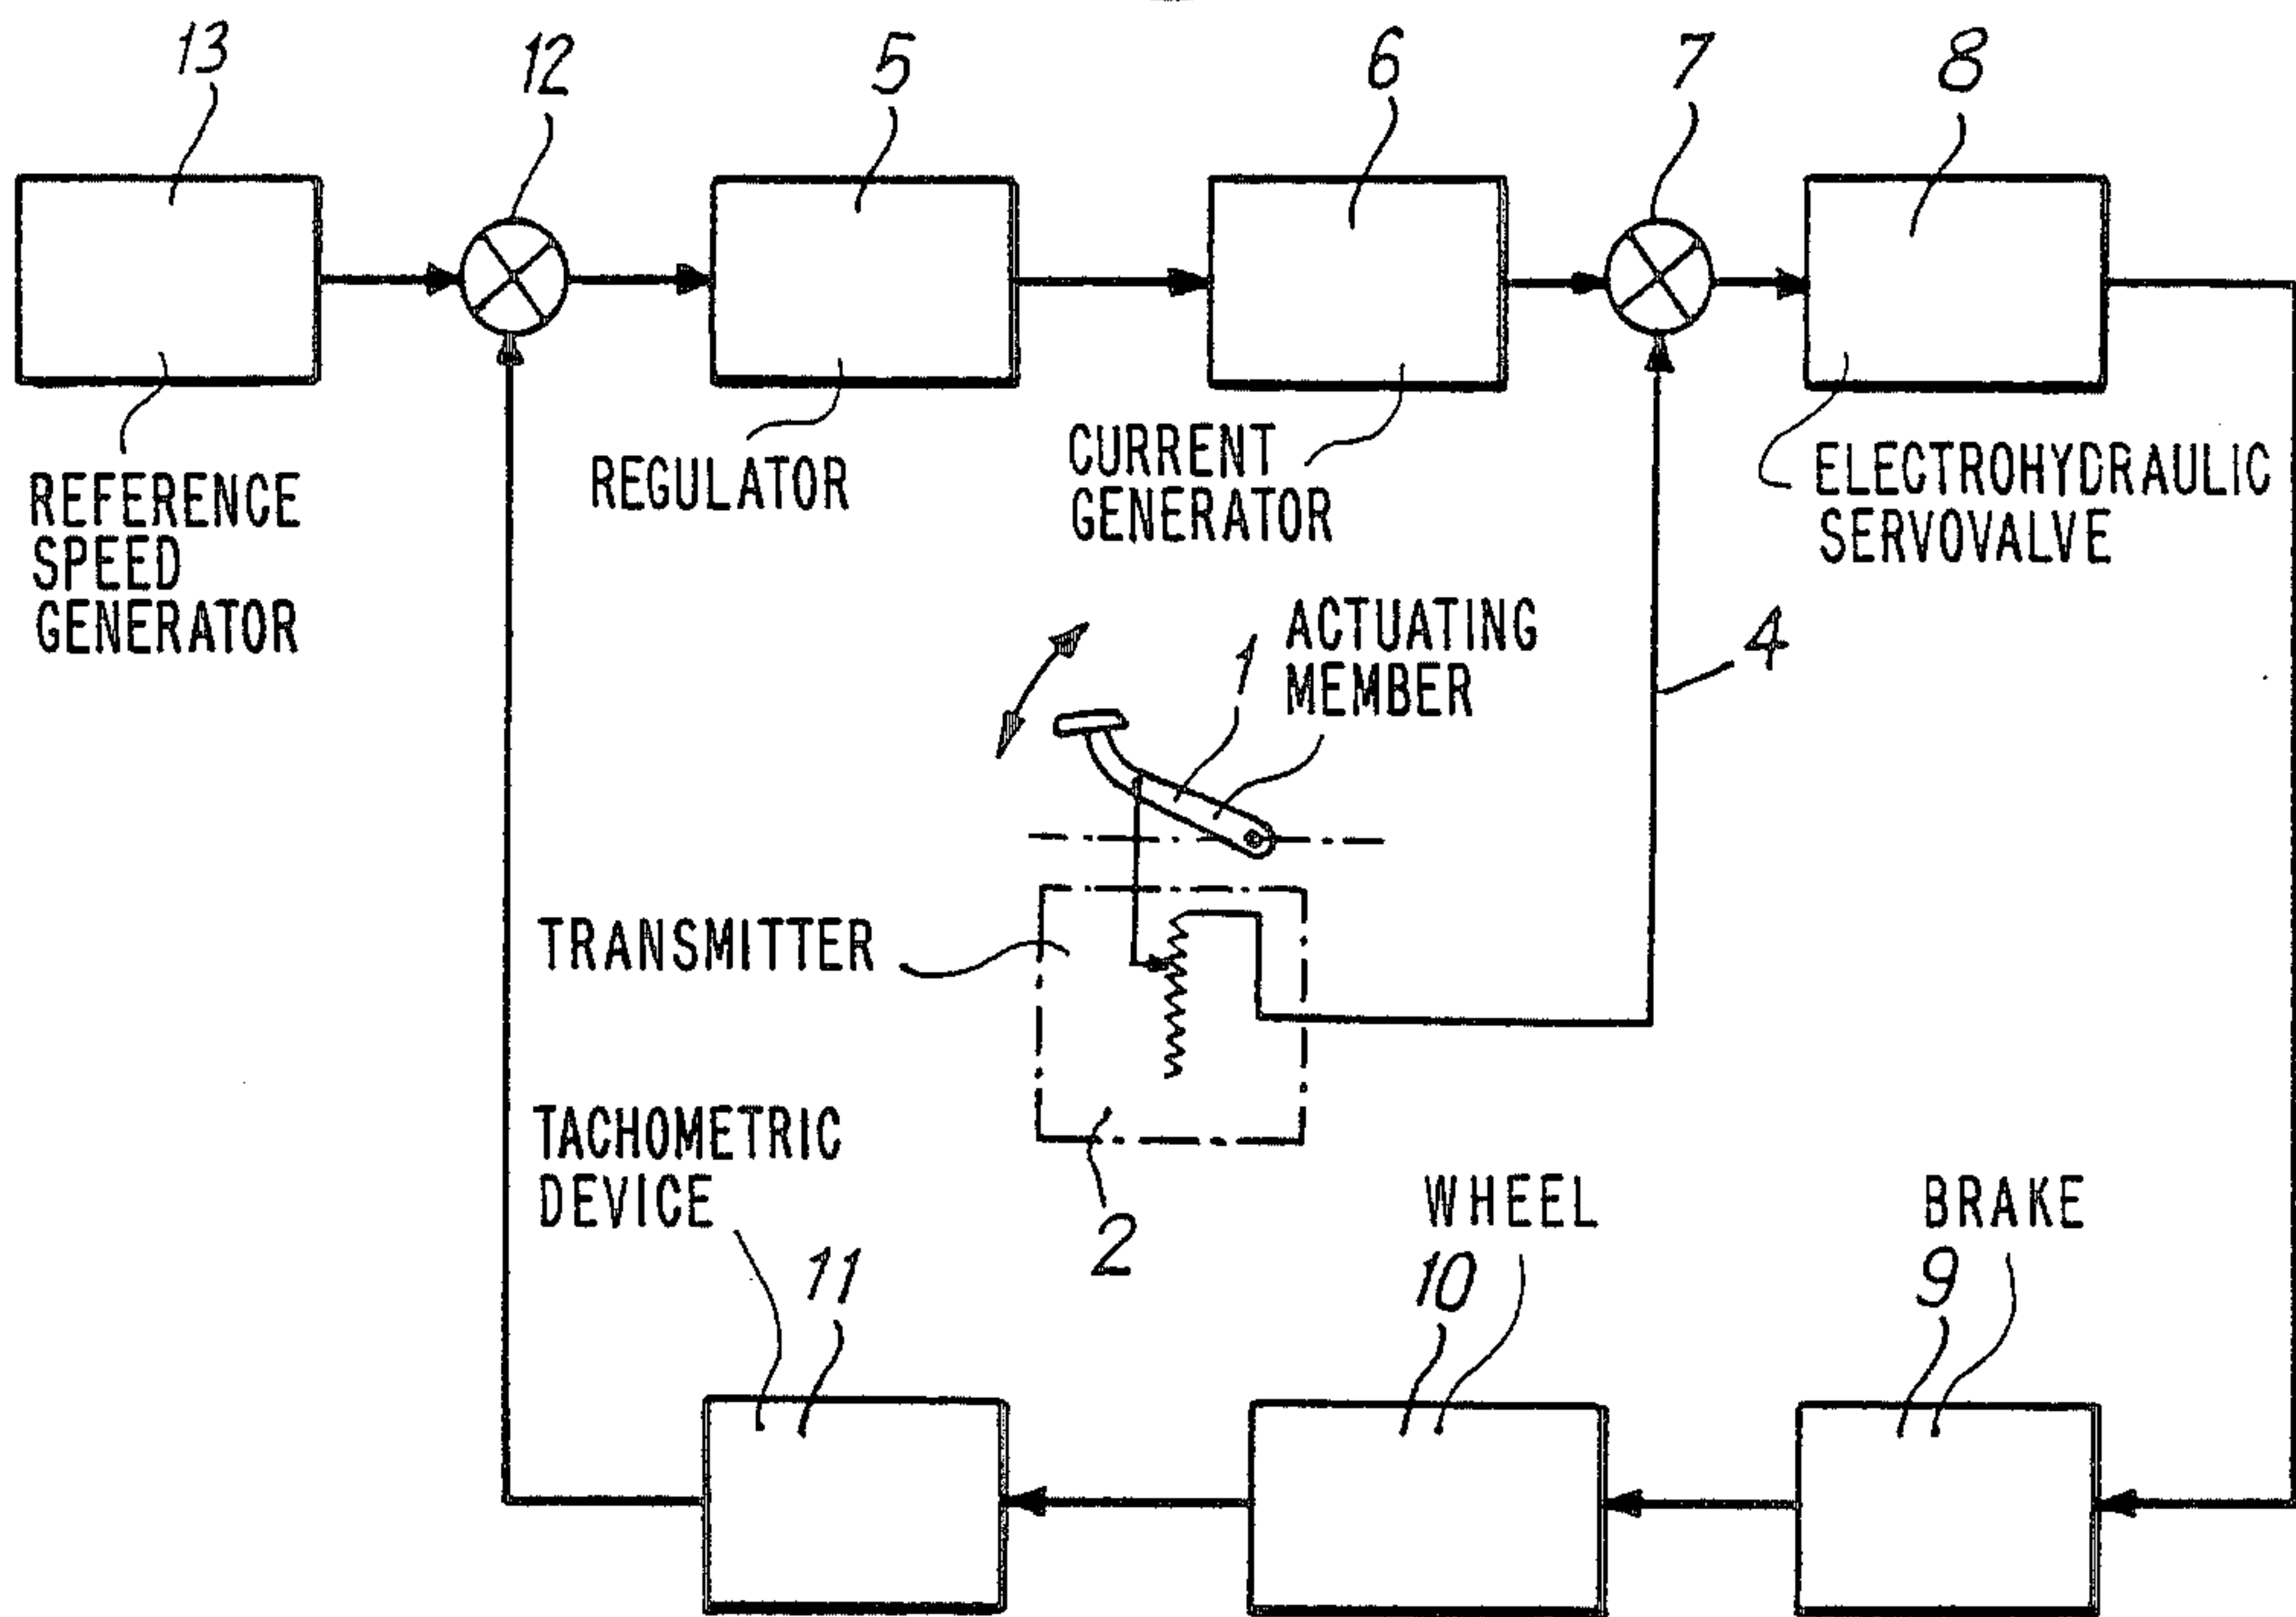 13
12
5
6
7
8
REFERENCE
SPEED
GENERATOR
REGULATOR
CURRENT
GENERATOR
ELECTROHYDRAULIC
SERVOVALVE
1
ACTUATING
MEMBER
4
TRANSMITTER
2
TACHOMETRIC
DEVICE
11
WHEEL
10
BRAKE
9